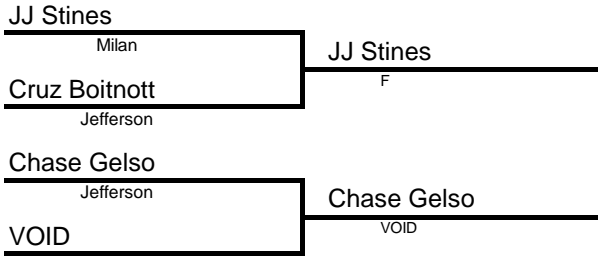 JJ Stines
Milan
JJ Stines
F
Cruz Boitnott
Jefferson
Chase Gelso
Jefferson
Chase Gelso
VOID
VOID